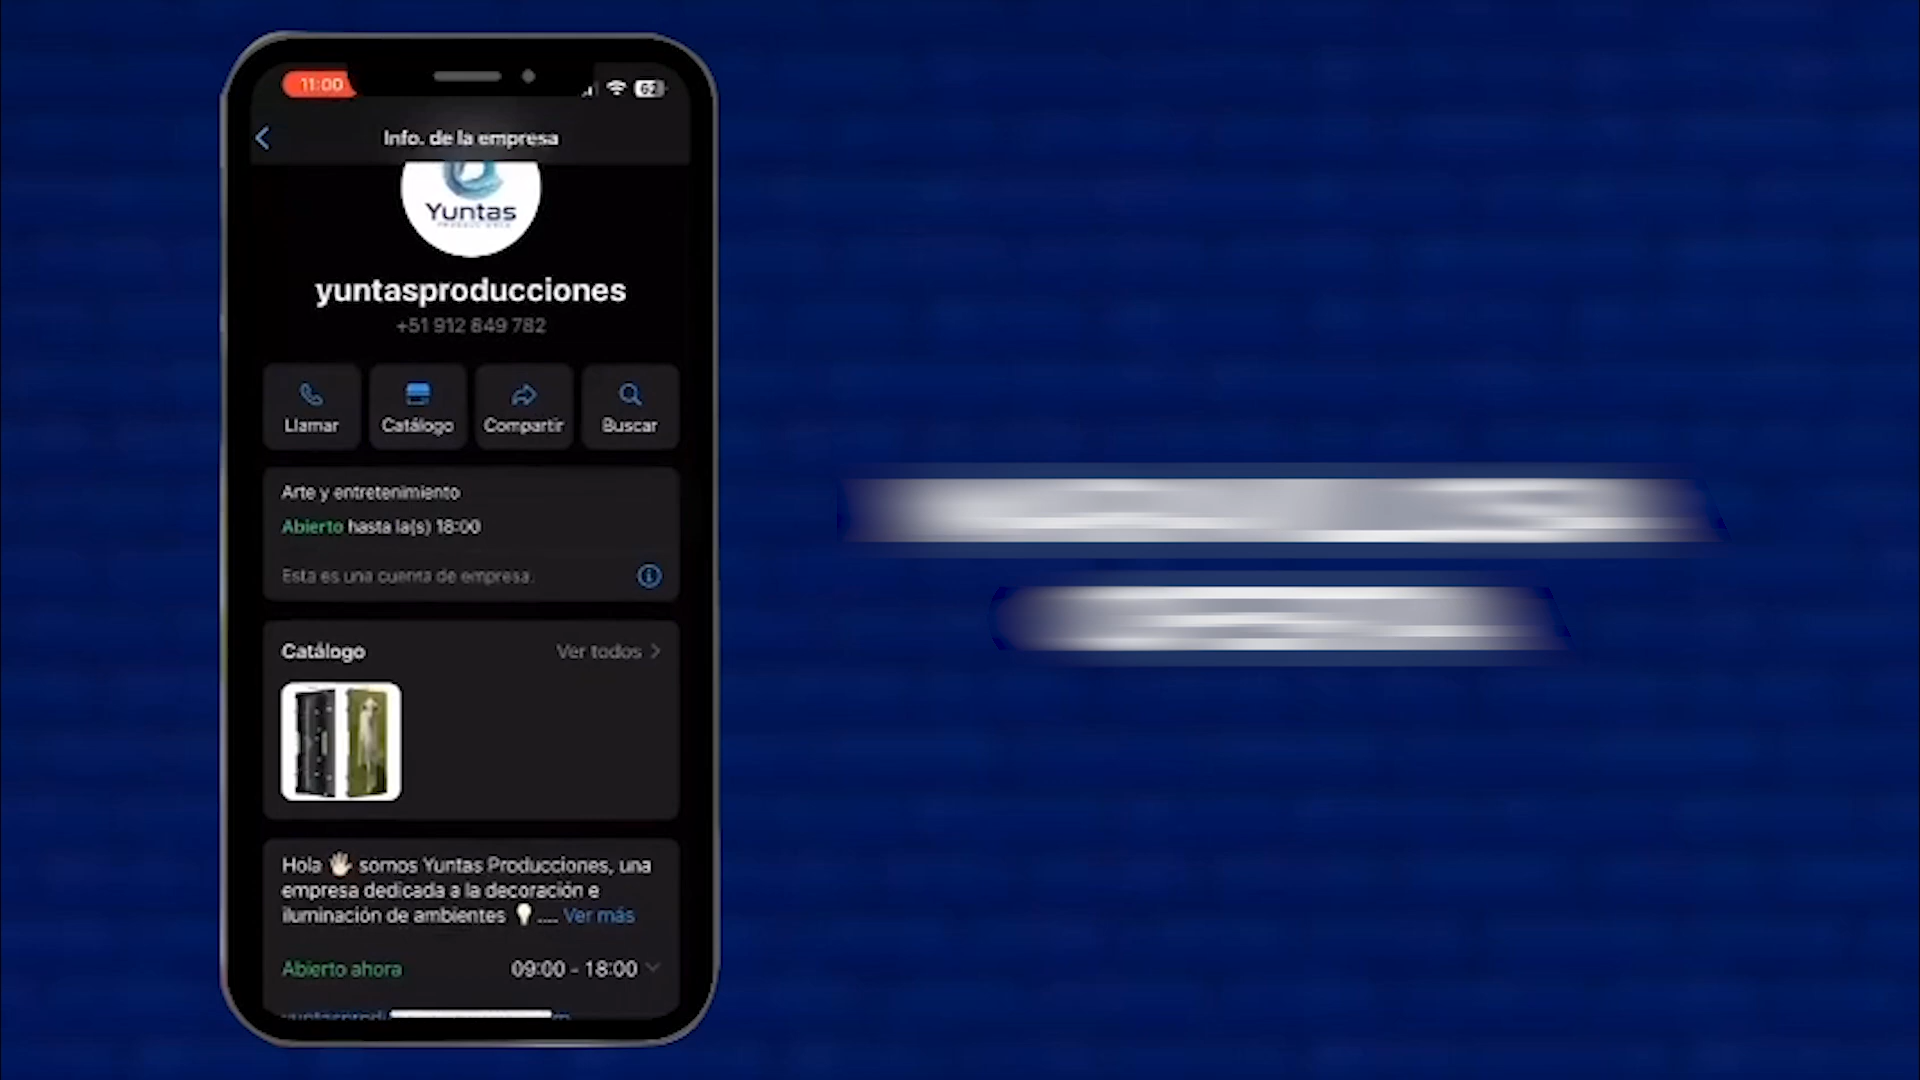 11:00
62
Info. de la empresa
Yuntas
yuntasproducciones
+51 912 849 782
Llamar
Catálogo
Compartir
Buscar
Arte y entretenimiento
Abierto hasta la(s) 18:00
Esta es una cuenta de empresa.
Catálogo
Ver todos
Hola 👋🏻 somos Yuntas Producciones, una
empresa dedicada a la decoración e
iluminación de ambientes 💡.... Ver más
Abierto ahora
09:00 - 18:00